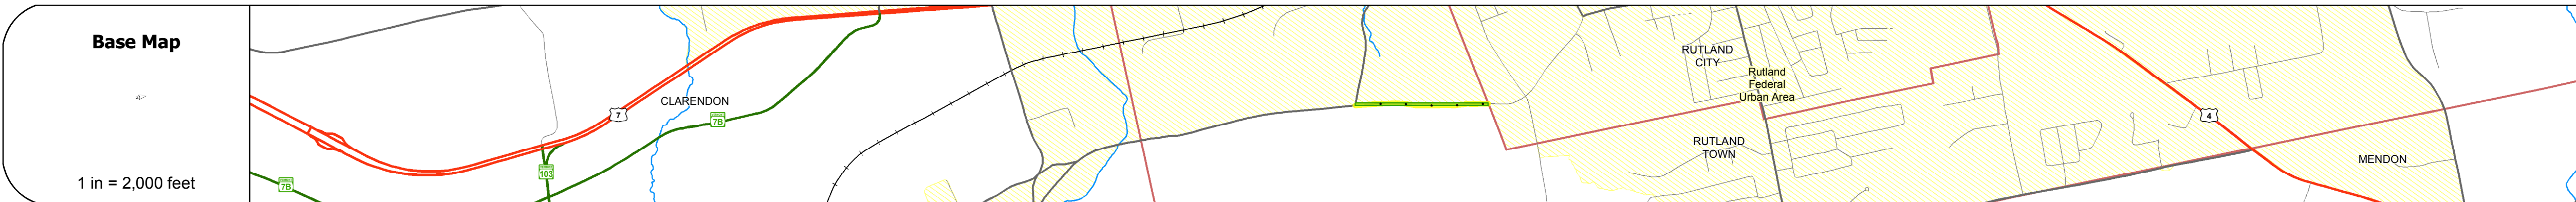 Base Map
1 in = 2,000 feet
7B
103
7
CLARENDON
7B
RUTLAND
CITY
Rutland
Federal
Urban Area
RUTLAND
TOWN
4
MENDON